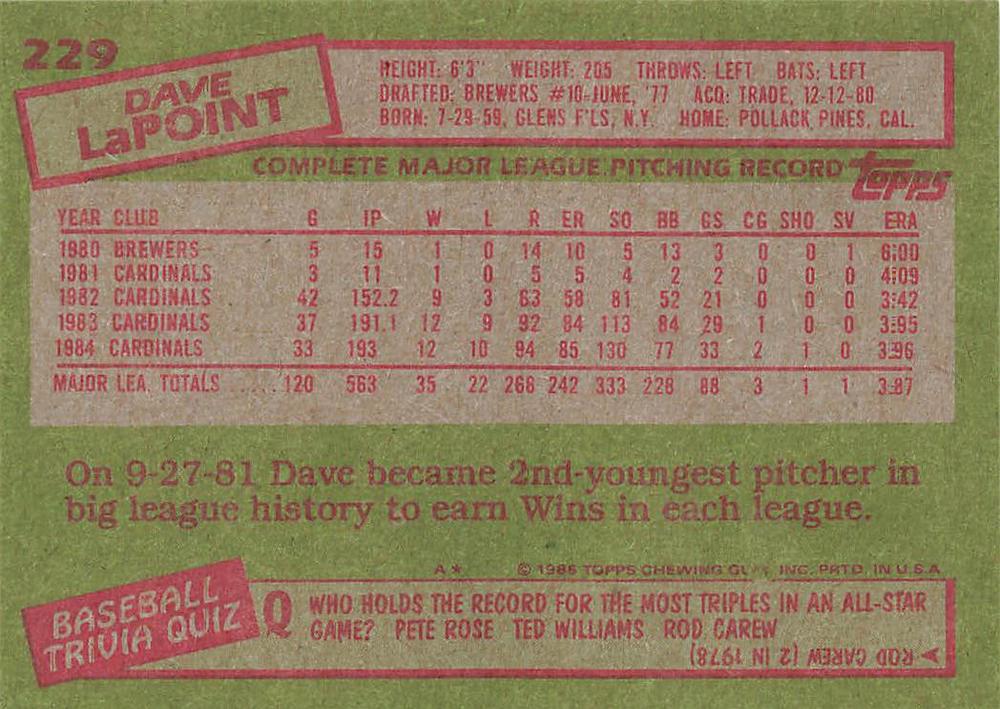 229
DAVE
LaPOINT
HEIGHT: 6'3" WEIGHT: 205 THROWS: LEFT BATS: LEFT
DRAFTED: BREWERS #10-JUNE, '77 ACQ: TRADE, 12-12-80
BORN: 7-29-59, GLENS F'LS, N.Y. HOME: POLLACK PINES, CAL.
COMPLETE MAJOR LEAGUE PITCHING RECORD topps
YEAR CLUB G IP W L R ER SO BB GS CG SHO SV ERA
1980 BREWERS 5 15 1 0 14 10 5 13 3 0 0 1 6.00
1981 CARDINALS 3 11 1 0 5 5 4 2 2 0 0 0 4.09
1982 CARDINALS 42 152.2 9 3 63 58 81 52 21 0 0 0 3.42
1983 CARDINALS 37 191.1 12 9 92 84 113 84 29 1 0 0 3.95
1984 CARDINALS 33 193 12 10 94 85 130 77 33 2 1 0 3.96
MAJOR LEA. TOTALS ..... 120 563 35 22 268 242 333 228 88 3 1 1 3.87
On 9-27-81 Dave became 2nd-youngest pitcher in
big league history to earn Wins in each league.
A* © 1985 TOPPS CHEWING GUM, INC. PRTD. IN U.S.A.
BASEBALL
TRIVIA QUIZ
Q WHO HOLDS THE RECORD FOR THE MOST TRIPLES IN AN ALL-STAR
GAME? PETE ROSE TED WILLIAMS ROD CAREW
ROD CAREW (2 IN 1978)